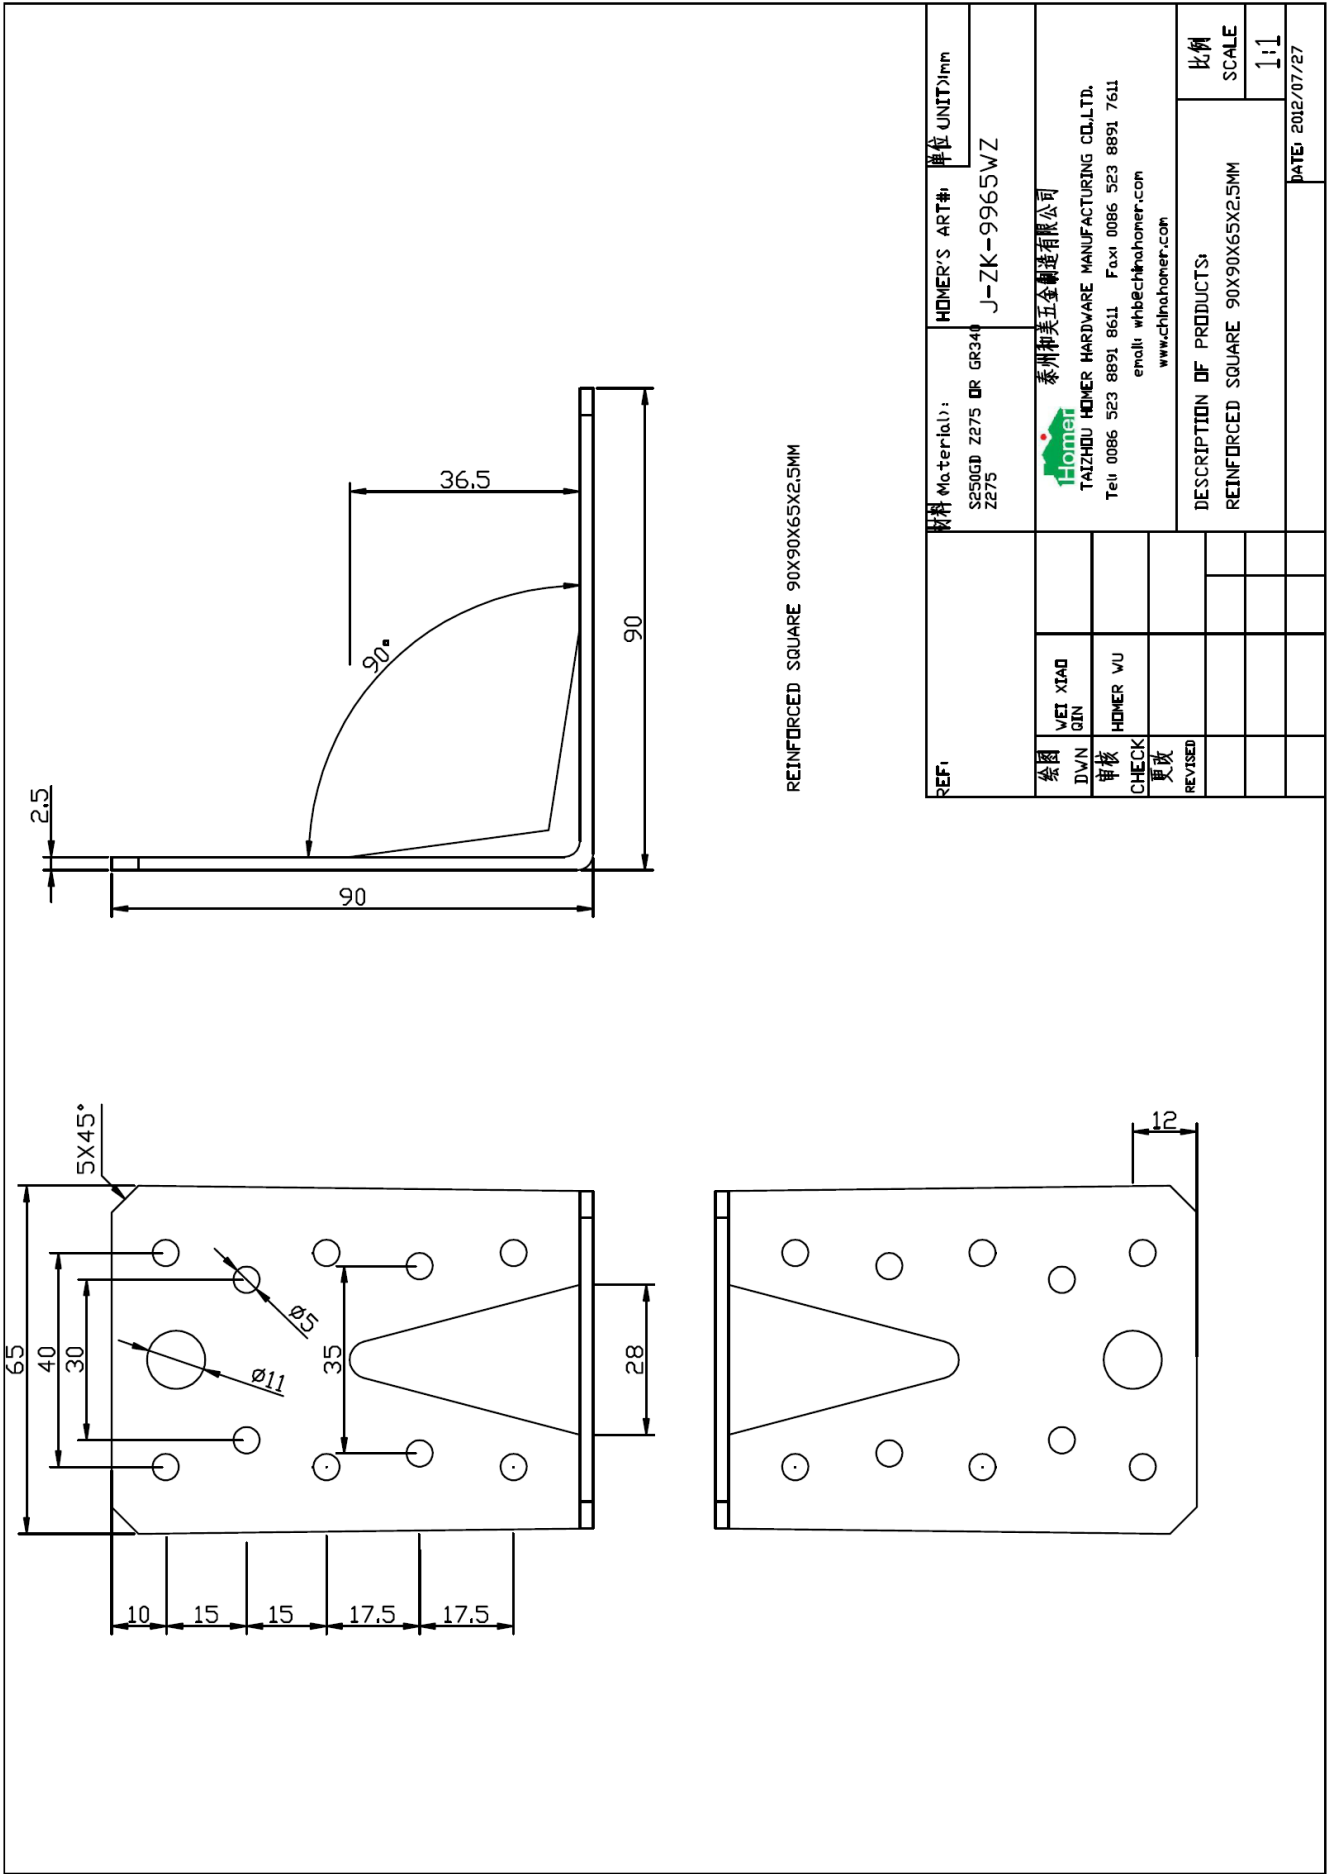 2.5
90
90°
36.5
90
5X45°
65
40
30
Ø11
Ø5
35
28
10
15
15
17.5
17.5
12
REINFORCED SQUARE 90X90X65X2.5MM
REF:
材料(Material):
S250GD Z275 OR GR340
Z275
HOMER'S ART#:
J-ZK-9965WZ
单位(UNIT):mm
绘图
DWN
WEI XIAO
QIN
审核
CHECK
HOMER WU
更改
REVISED
Homer
泰州和美五金制造有限公司
TAIZHOU HOMER HARDWARE MANUFACTURING CO.,LTD.
Tel: 0086 523 8891 8611 Fax: 0086 523 8891 7611
email: whb@chinahomer.com
www.chinahomer.com
DESCRIPTION OF PRODUCTS:
REINFORCED SQUARE 90X90X65X2.5MM
比例
SCALE
1:1
DATE: 2012/07/27